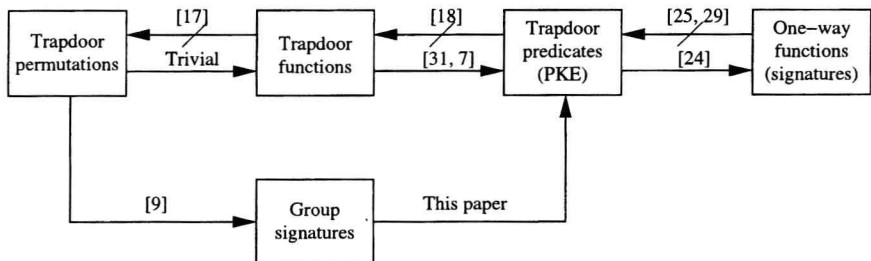 [17]
[18]
[25, 29]
Trapdoor
permutations
Trapdoor
functions
Trapdoor
predicates
(PKE)
One−way
functions
(signatures)
Trivial
[31, 7]
[24]
[9]
Group
signatures
This paper